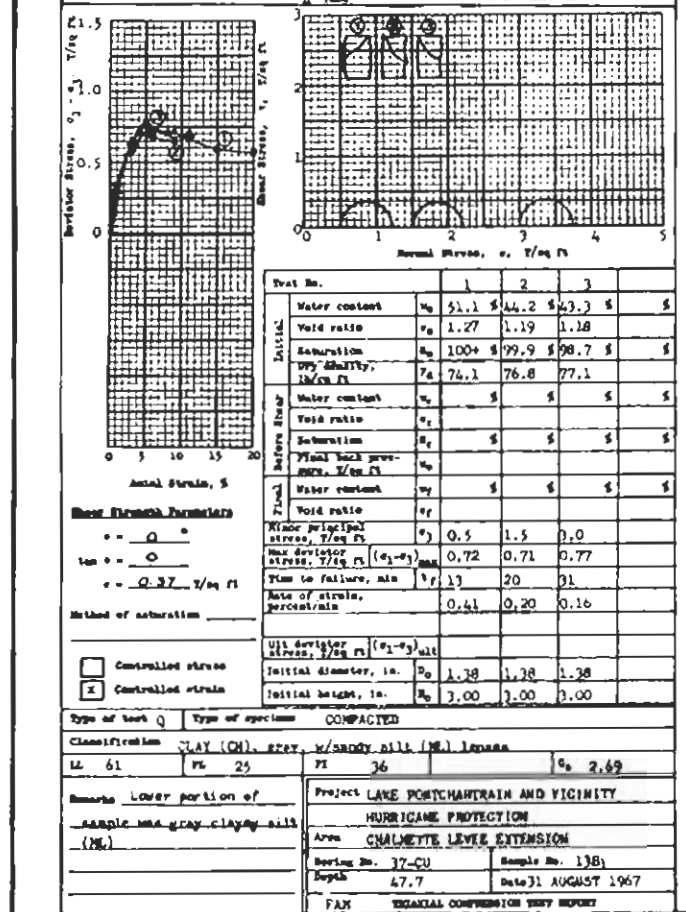 1.5
1.0
0.5
0
Deviator Stress, σ1 - σ3 T/sq ft
0 5 10 15 20
Axial Strain, %
3
2
1
0
Shear Stress, τ, T/sq ft
0 1 2 3 4 5
Normal Stress, σ, T/sq ft
Test No. 1 2 3
Initial
Water content w₀ 51.1 % 44.2 % 43.3 % %
Void ratio e₀ 1.27 1.19 1.18
Saturation S₀ 100+ % 99.9 % 98.7 % %
Dry density, lb/cu ft γd 74.1 76.8 77.1
Before Shear
Water content % % % %
Void ratio
Saturation % % % %
Final back pressure, T/sq ft
Final
Water content wf % % % %
Void ratio ef
Minor principal stress, T/sq ft σ3 0.5 1.5 3.0
Max deviator stress, T/sq ft (σ1-σ3)max 0.72 0.71 0.77
Time to failure, min tf 13 20 31
Rate of strain, percent/min 0.41 0.20 0.16
Ult deviator stress, T/sq ft (σ1-σ3)ult
Initial diameter, in. D₀ 1.38 1.38 1.38
Initial height, in. H₀ 3.00 3.00 3.00
Shear Strength Parameters
φ = 0 °
tan φ = 0
c = 0.37 T/sq ft
Method of saturation
Controlled stress
x Controlled strain
Type of test Q Type of specimen COMPACTED
Classification CLAY (CH), gray, w/sandy silt (ML) lenses
LL 61 PL 25 PI 36 Gs 2.69
Remarks Lower portion of
sample was gray clayey silt
(ML)
Project LAKE PONTCHARTRAIN AND VICINITY
HURRICANE PROTECTION
Area CHALMETTE LEVEE EXTENSION
Boring No. 37-CU Sample No. 138₁
Depth 47.7 Date 31 AUGUST 1967
FAM TRIAXIAL COMPRESSION TEST REPORT